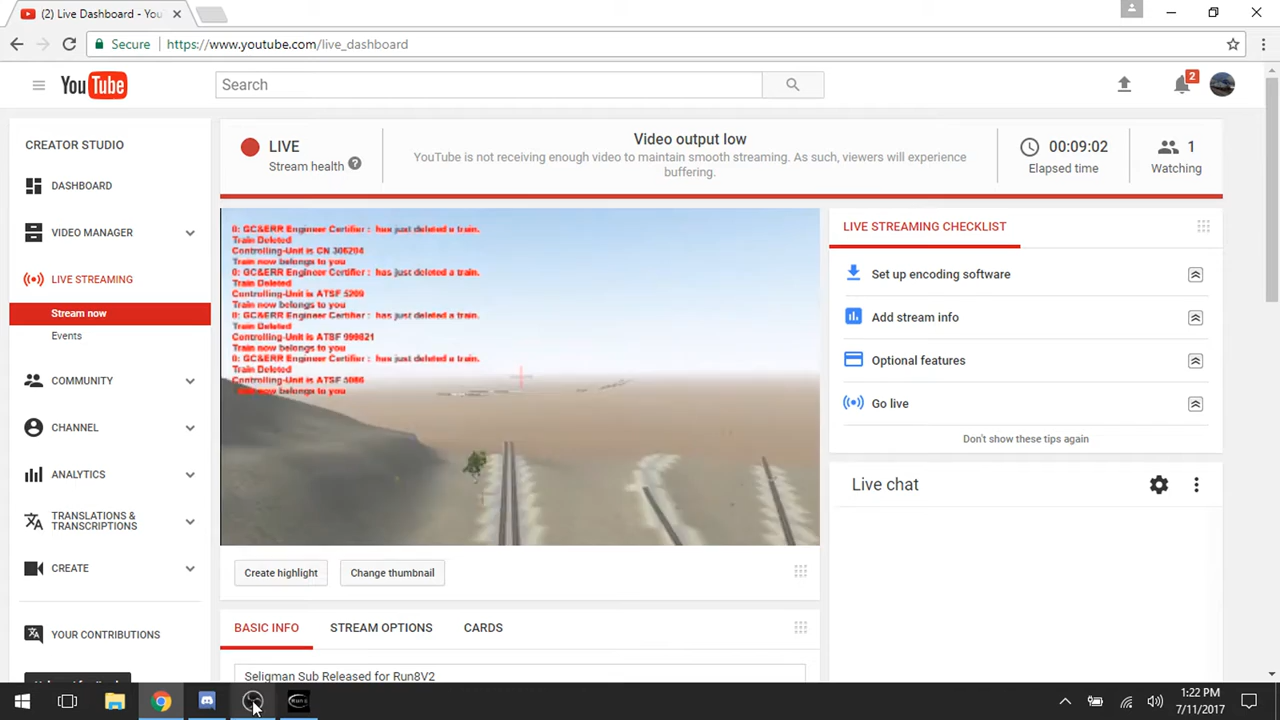 (2) Live Dashboard - You
Secure
https://www.youtube.com/live_dashboard
YouTube
Search
2
CREATOR STUDIO
DASHBOARD
VIDEO MANAGER
LIVE STREAMING
Stream now
Events
COMMUNITY
CHANNEL
ANALYTICS
TRANSLATIONS &
TRANSCRIPTIONS
CREATE
YOUR CONTRIBUTIONS
LIVE
Stream health ?
Video output low
YouTube is not receiving enough video to maintain smooth streaming. As such, viewers will experience
buffering.
00:09:02
Elapsed time
1
Watching
0: GC&ERR Engineer Certifier : has just deleted a train.
Train Deleted
Controlling-Unit is CN 306204
Train now belongs to you
0: GC&ERR Engineer Certifier : has just deleted a train.
Train Deleted
Controlling-Unit is ATSF 5209
Train now belongs to you
0: GC&ERR Engineer Certifier : has just deleted a train.
Train Deleted
Controlling-Unit is ATSF 990021
Train now belongs to you
0: GC&ERR Engineer Certifier : has just deleted a train.
Train Deleted
Controlling-Unit is ATSF 5086
now belongs to you
Create highlight
Change thumbnail
BASIC INFO
STREAM OPTIONS
CARDS
Seligman Sub Released for Run8V2
LIVE STREAMING CHECKLIST
Set up encoding software
Add stream info
Optional features
Go live
Don't show these tips again
Live chat
1:22 PM
7/11/2017